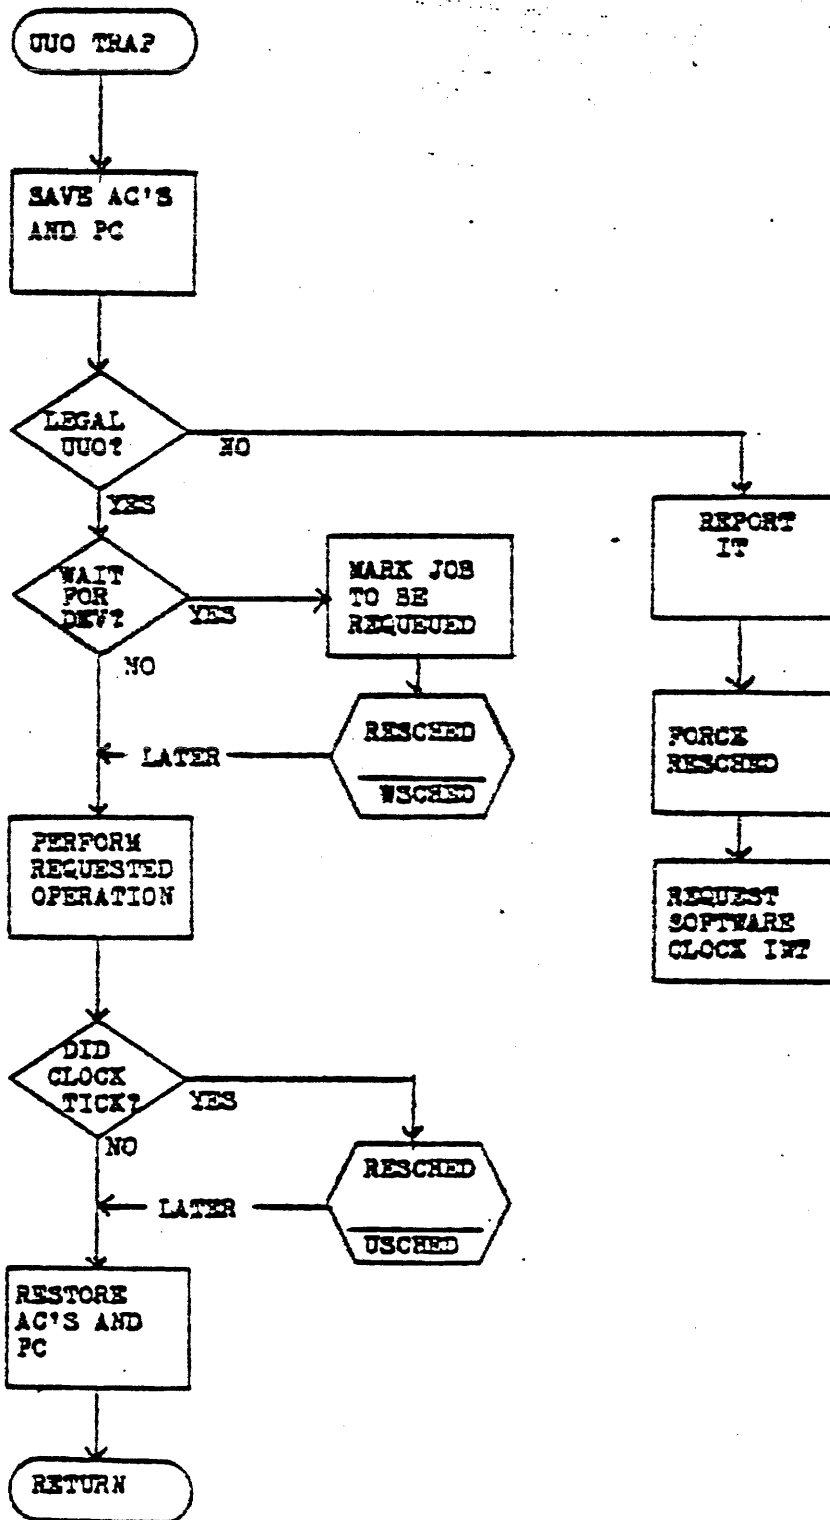 UUO TRAP
SAVE AC'S
AND PC
LEGAL
UUO?
NO
YES
REPORT
IT
WAIT
FOR
DEV?
YES
NO
MARK JOB
TO BE
REQUEUED
RESCHED
WSCHED
LATER
FORCE
RESCHED
PERFORM
REQUESTED
OPERATION
REQUEST
SOFTWARE
CLOCK INT
DID
CLOCK
TICK?
YES
NO
RESCHED
USCHED
LATER
RESTORE
AC'S AND
PC
RETURN